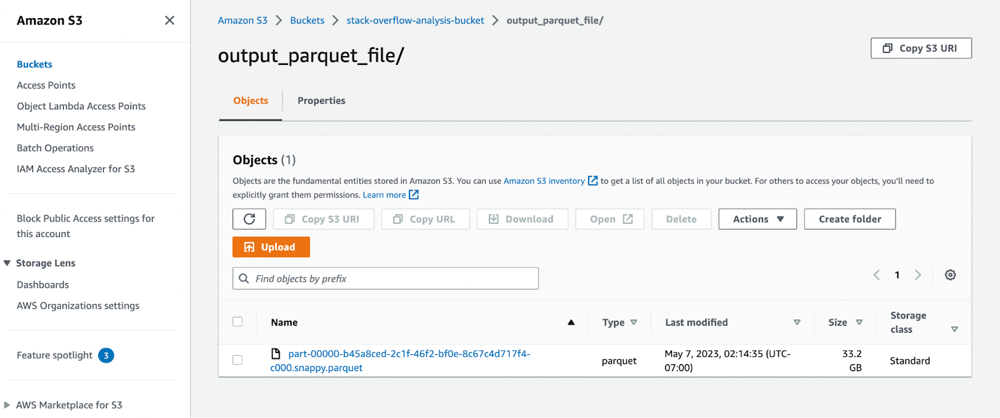 Amazon S3
Buckets
Access Points
Object Lambda Access Points
Multi-Region Access Points
Batch Operations
IAM Access Analyzer for S3
Block Public Access settings for
this account
Storage Lens
Dashboards
AWS Organizations settings
Feature spotlight 3
AWS Marketplace for S3
Amazon S3 Buckets stack-overflow-analysis-bucket output_parquet_file/
output_parquet_file/
Copy S3 URI
Objects Properties
Objects (1)
Objects are the fundamental entities stored in Amazon S3. You can use Amazon S3 inventory to get a list of all objects in your bucket. For others to access your objects, you’ll need to
explicitly grant them permissions. Learn more
Copy S3 URI Copy URL Download Open Delete Actions Create folder
Upload
Find objects by prefix
1
Name Type Last modified Size Storage
class
part-00000-b45a8ced-2c1f-46f2-bf0e-8c67c4d717f4-
c000.snappy.parquet
parquet
May 7, 2023, 02:14:35 (UTC-
07:00)
33.2
GB
Standard